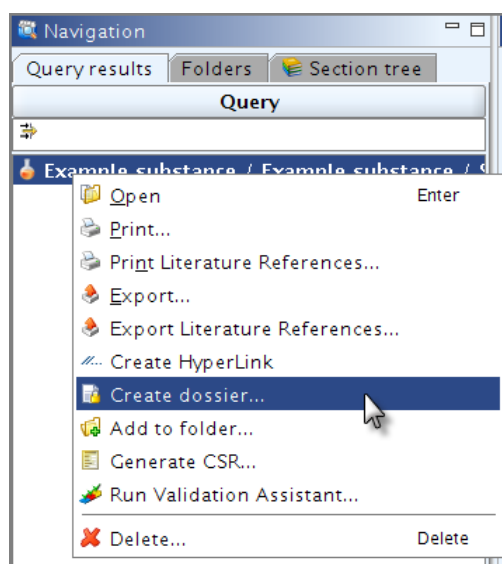 Navigation
Query results Folders Section tree
Query
Example substance / Example substance /
Open Enter
Print...
Print Literature References...
Export...
Export Literature References...
Create HyperLink
Create dossier...
Add to folder...
Generate CSR...
Run Validation Assistant...
Delete... Delete